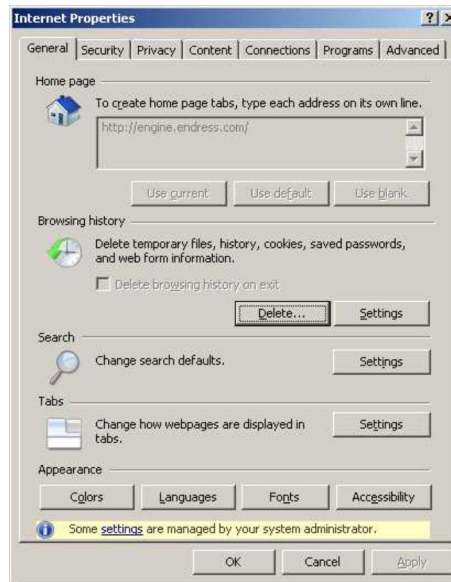 Internet Properties
General Security Privacy Content Connections Programs Advanced
Home page
To create home page tabs, type each address on its own line.
http://engine.endress.com/
Use current Use default Use blank
Browsing history
Delete temporary files, history, cookies, saved passwords,
and web form information.
Delete browsing history on exit
Delete... Settings
Search
Change search defaults. Settings
Tabs
Change how webpages are displayed in
tabs. Settings
Appearance
Colors Languages Fonts Accessibility
Some settings are managed by your system administrator.
OK Cancel Apply